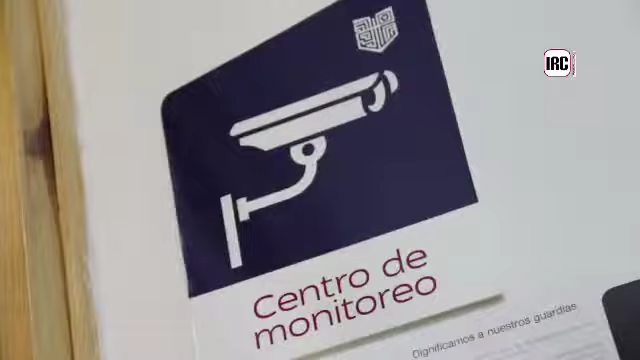 IRC
Centro de
monitoreo
Dignificamos a nuestros guardias